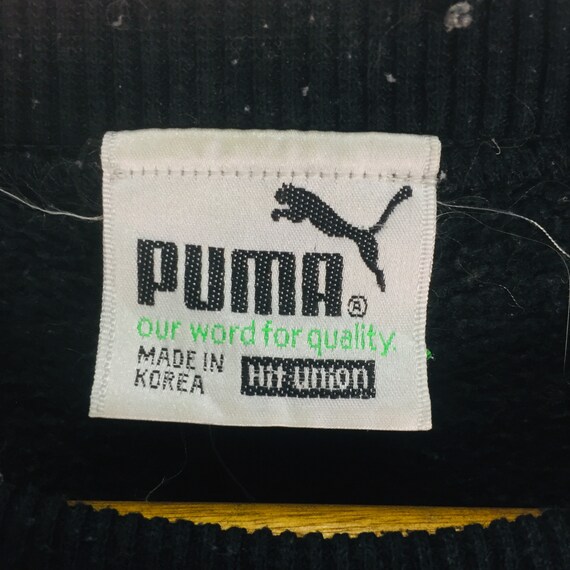 PUMA®
our word for quality.
MADE IN
KOREA
Hit union